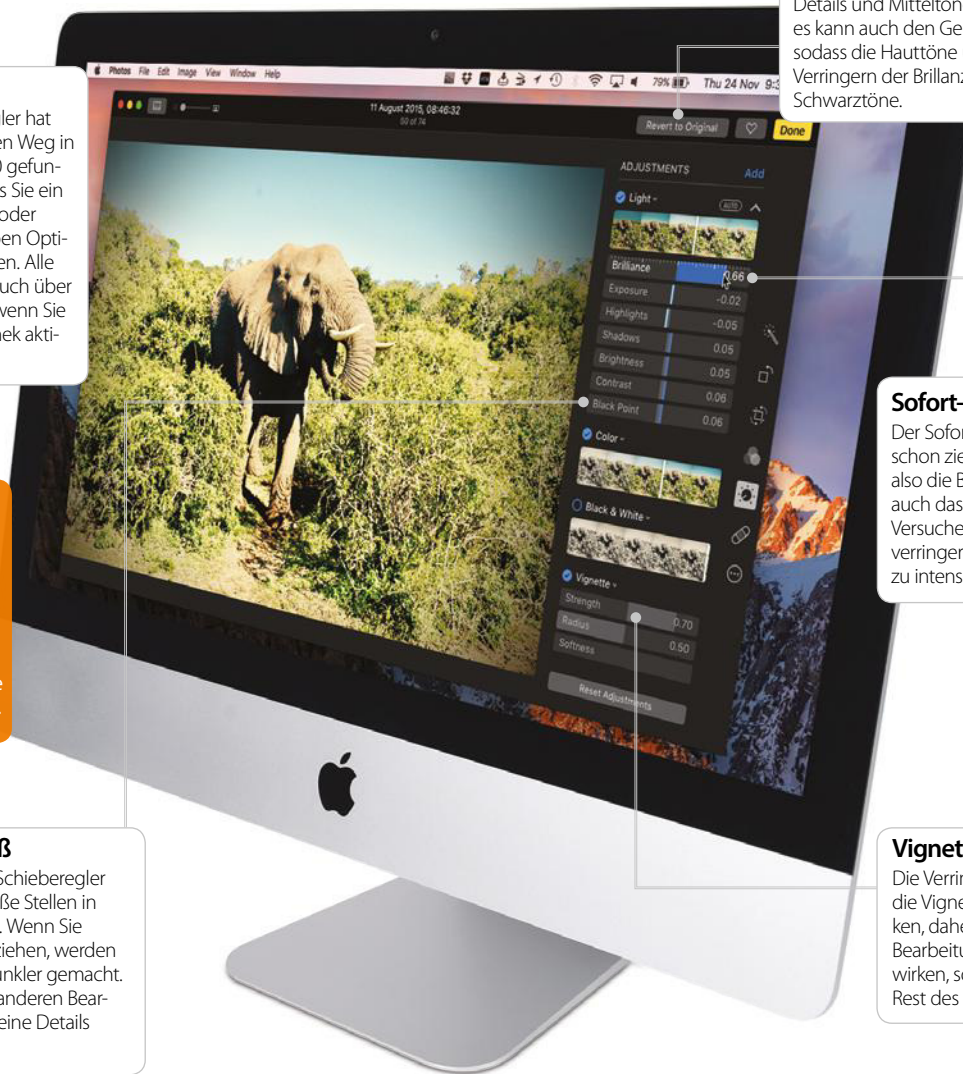 Details und Mitteltön
es kann auch den Ge
sodass die Hauttöne
Verringern der Brillanz
Schwarztöne.
ler hat
en Weg in
gefun-
s Sie ein
oder
en Opti-
en. Alle
uch über
wenn Sie
nek akti-
Photos File Edit Image View Window Help
79% Thu 24 Nov 9:3
11 August 2015, 08:46:32
50 of 74
Revert to Original
Done
ADJUSTMENTS Add
Light
AUTO
Brilliance 0.66
Exposure -0.02
Highlights -0.05
Shadows 0.05
Brightness 0.05
Contrast 0.06
Black Point 0.06
Color
Black & White
Vignette
Strength 0.70
Radius 0.50
Softness
Reset Adjustments
Sofort-
Der Sofor
schon zie
also die B
auch das
Versuche
verringer
zu intens
e
ß
Schieberegler
ße Stellen in
. Wenn Sie
ziehen, werden
unkler gemacht.
anderen Bear-
eine Details
Vignet
Die Verrin
die Vigne
ken, dahe
Bearbeitu
wirken, so
Rest des